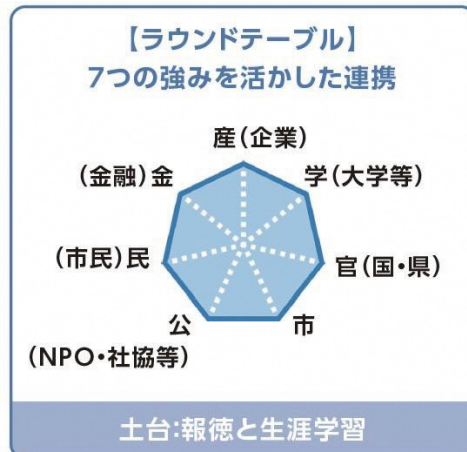 【ラウンドテーブル】
7つの強みを活かした連携
産(企業)
(金融)金
学(大学等)
(市民)民
官(国・県)
公
市
(NPO・社協等)
土台:報徳と生涯学習